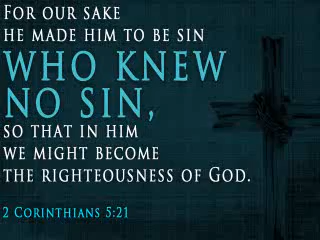 For our sake
he made him to be sin
who knew
no sin,
so that in him
we might become
the righteousness of God.
2 Corinthians 5:21